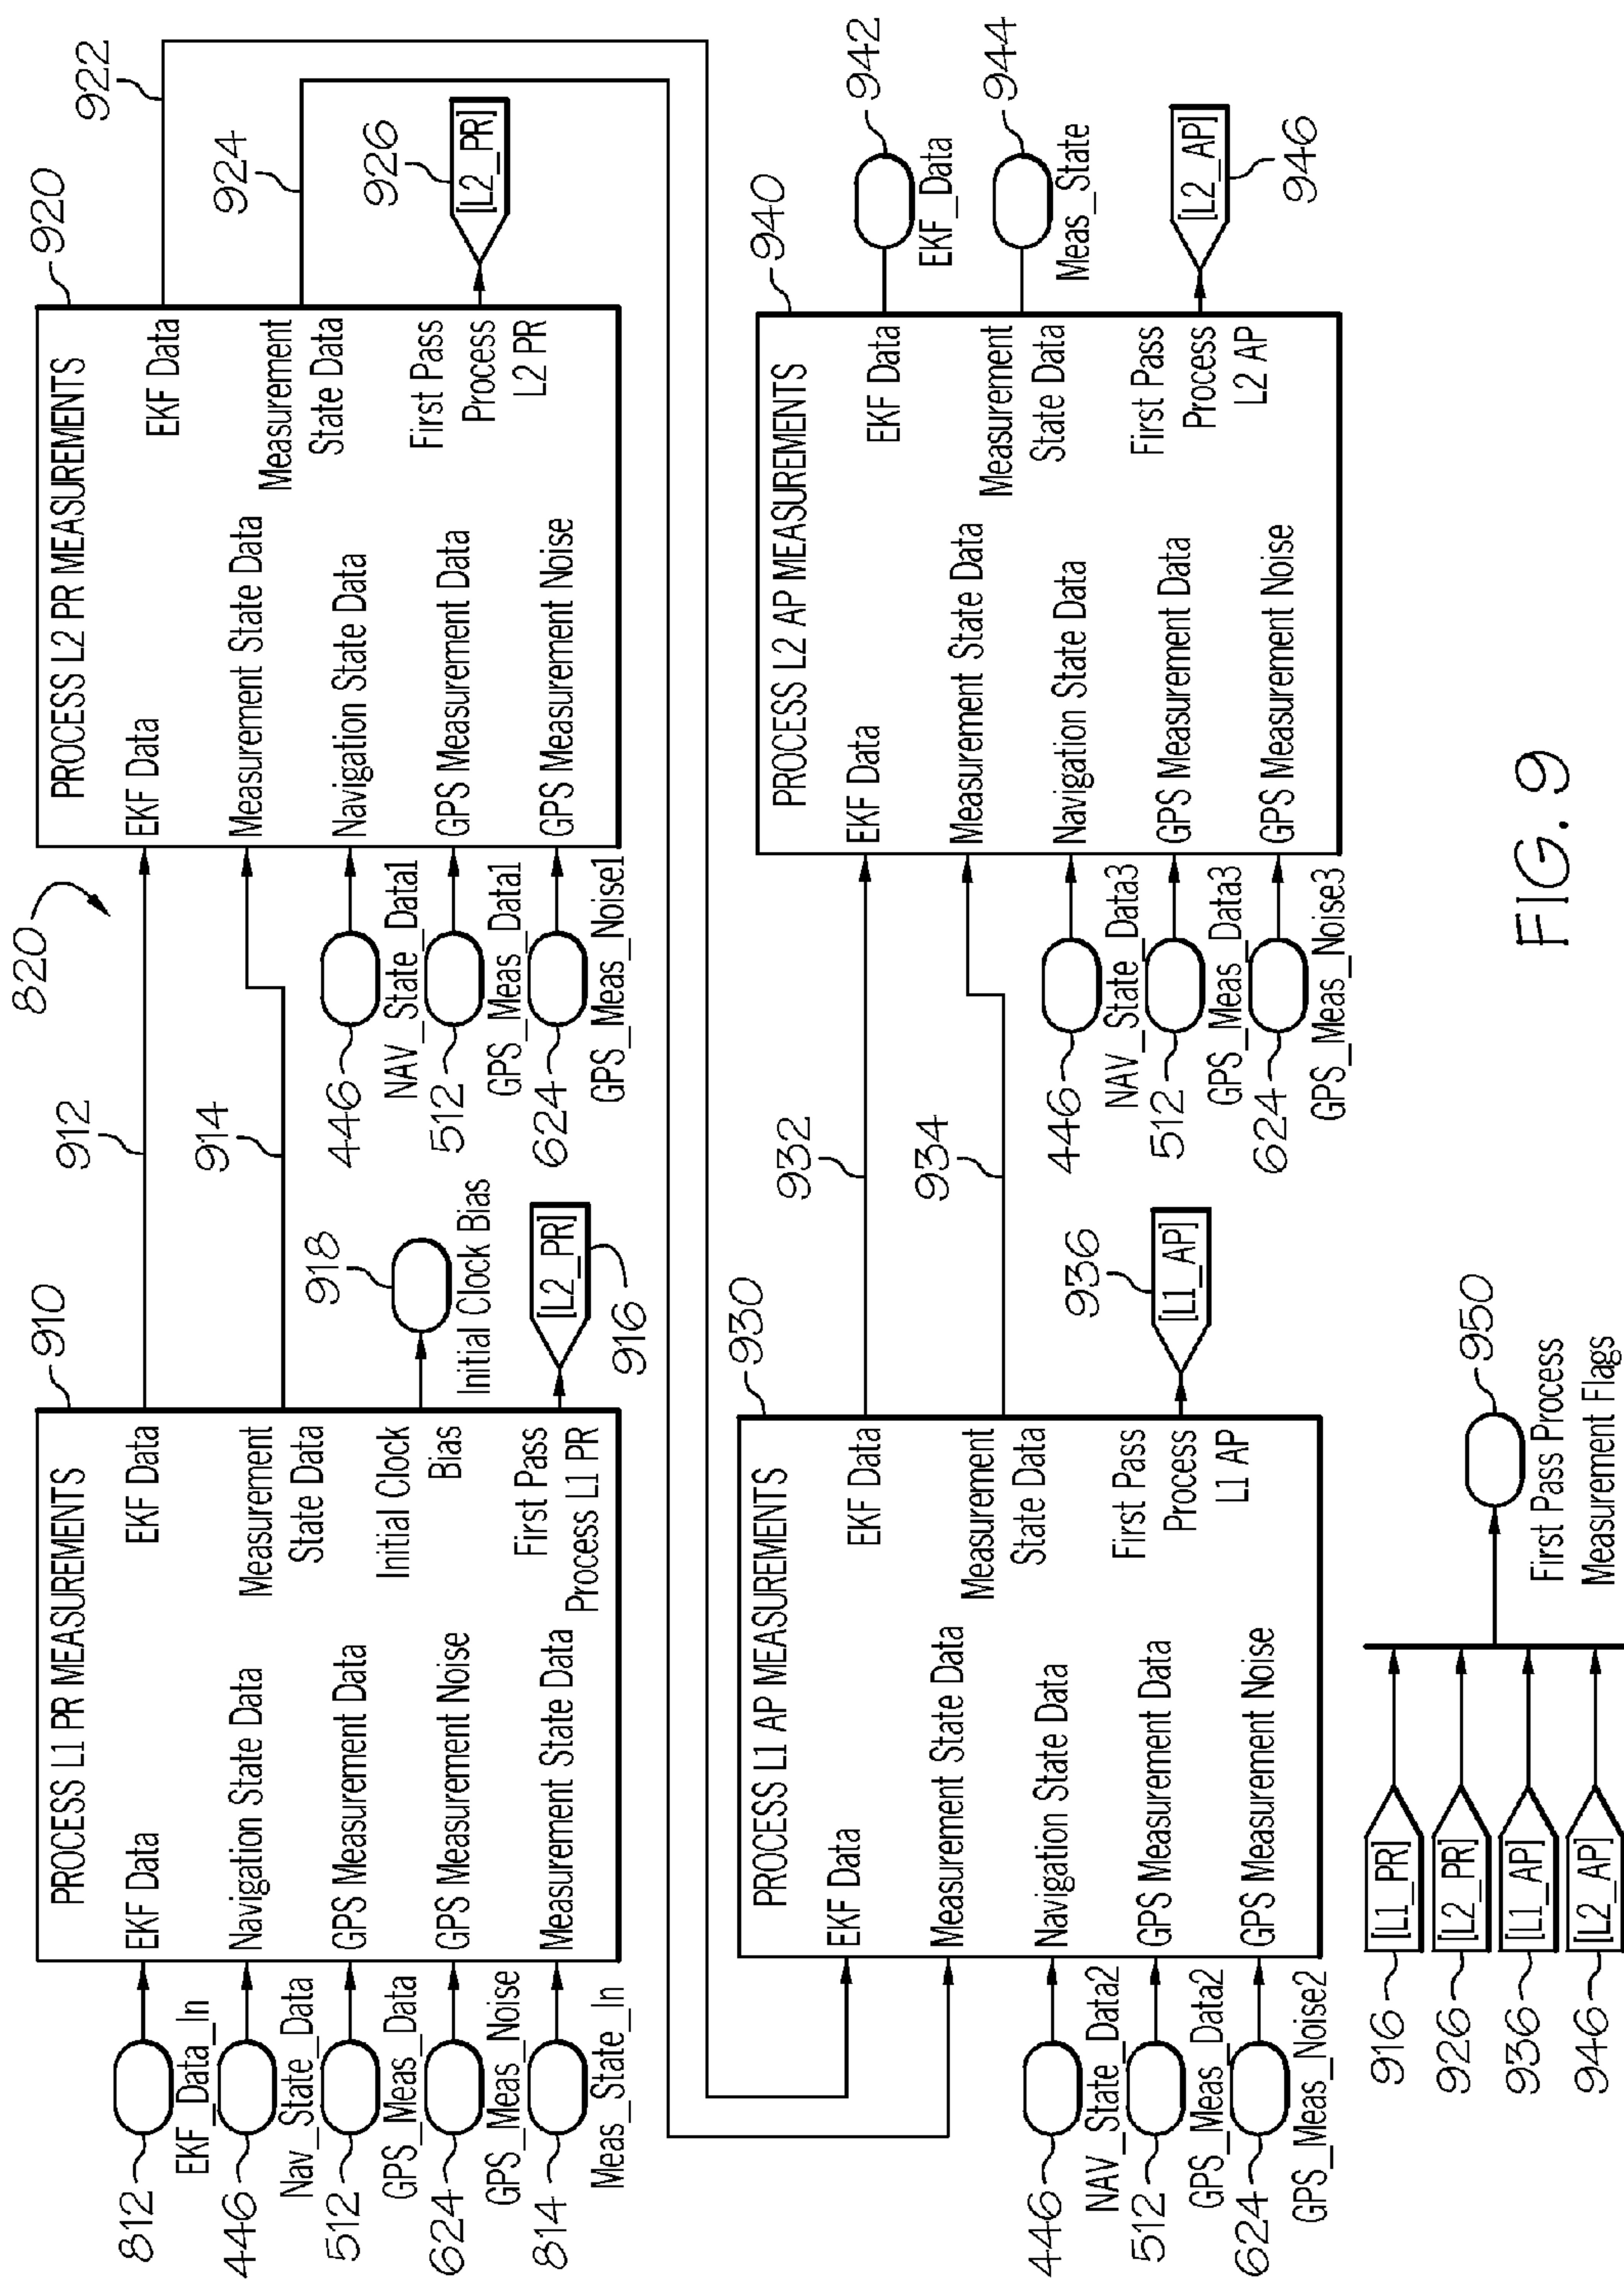 820
PROCESS L1 PR MEASUREMENTS
910
812
EKF_Data_In
EKF Data
446
Nav_State_Data
Navigation State Data
512
GPS_Meas_Data
GPS Measurement Data
624
GPS_Meas_Noise
GPS Measurement Noise
814
Meas_State_In
Measurement State Data
EKF Data
Measurement
State Data
Initial Clock
Bias
First Pass
Process L1 PR
912
914
918
Initial Clock Bias
[L2_PR]
916
PROCESS L2 PR MEASUREMENTS
920
EKF Data
Measurement State Data
446
NAV_State_Data1
Navigation State Data
512
GPS_Meas_Data1
GPS Measurement Data
624
GPS_Meas_Noise1
GPS Measurement Noise
EKF Data
Measurement
State Data
First Pass
Process
L2 PR
922
924
926
[L2_PR]
PROCESS L1 AP MEASUREMENTS
930
EKF Data
Measurement State Data
446
NAV_State_Data2
Navigation State Data
512
GPS_Meas_Data2
GPS Measurement Data
624
GPS_Meas_Noise2
GPS Measurement Noise
EKF Data
Measurement
State Data
First Pass
Process
L1 AP
932
934
936
[L1_AP]
PROCESS L2 AP MEASUREMENTS
940
EKF Data
Measurement State Data
446
NAV_State_Data3
Navigation State Data
512
GPS_Meas_Data3
GPS Measurement Data
624
GPS_Meas_Noise3
GPS Measurement Noise
EKF Data
Measurement
State Data
First Pass
Process
L2 AP
942
EKF_Data
944
Meas_State
[L2_AP]
946
916
[L1_PR]
926
[L2_PR]
936
[L1_AP]
946
[L2_AP]
950
First Pass Process
Measurement Flags
FIG. 9